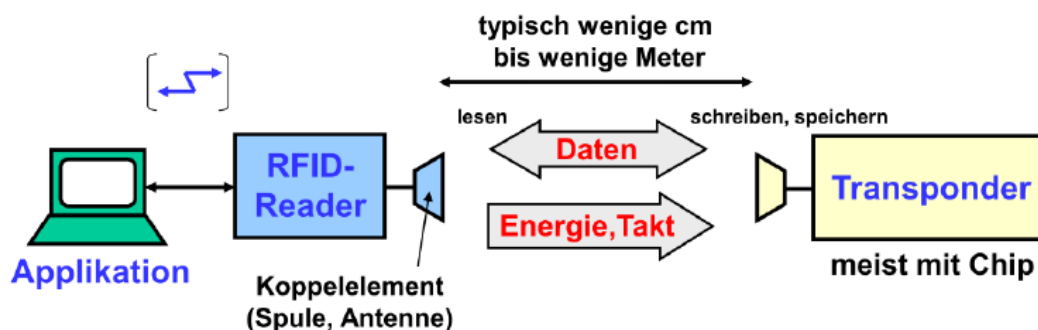 typisch wenige cm
bis wenige Meter
lesen
schreiben, speichern
Daten
RFID-
Reader
Transponder
Energie,Takt
Applikation
meist mit Chip
Koppelelement
(Spule, Antenne)